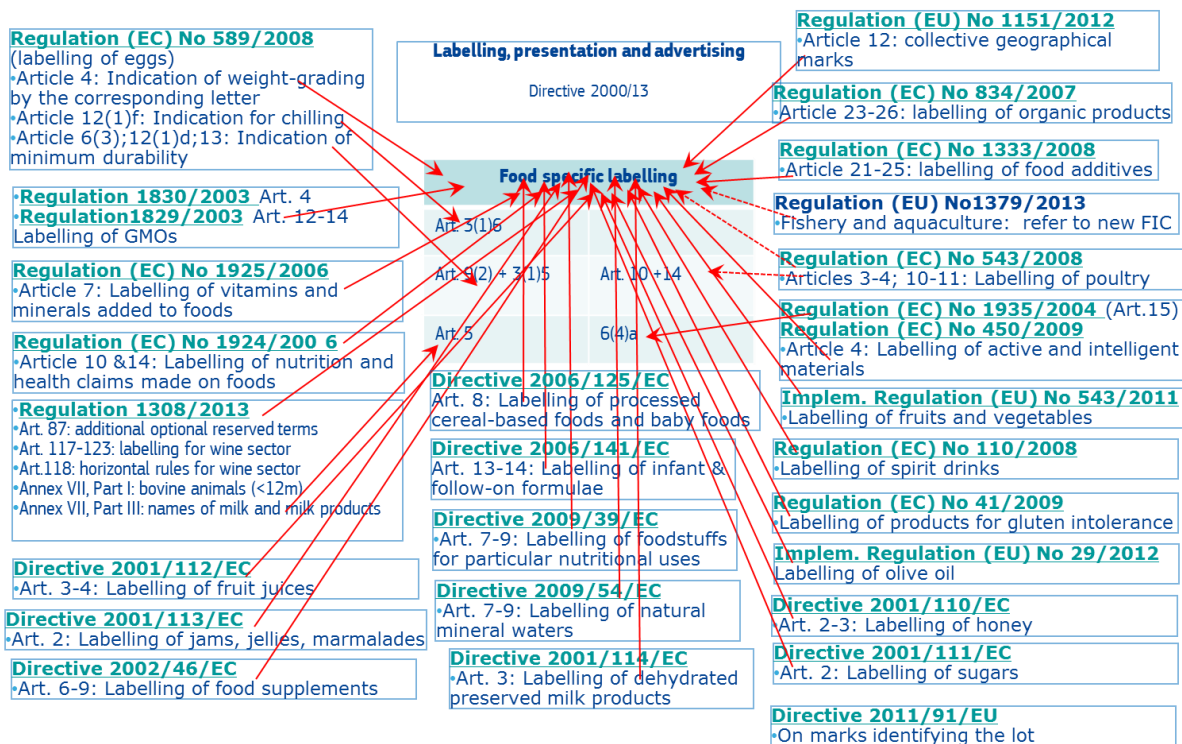 Regulation (EC) No 589/2008
(labelling of eggs)
•Article 4: Indication of weight-grading
by the corresponding letter
•Article 12(1)f: Indication for chilling
•Article 6(3);12(1)d;13: Indication of
minimum durability
•Regulation 1830/2003 Art. 4
•Regulation1829/2003 Art. 12-14
Labelling of GMOs
Regulation (EC) No 1925/2006
•Article 7: Labelling of vitamins and
minerals added to foods
Regulation (EC) No 1924/200 6
•Article 10 &14: Labelling of nutrition and
health claims made on foods
•Regulation 1308/2013
•Art. 87: additional optional reserved terms
•Art. 117-123: labelling for wine sector
•Art.118: horizontal rules for wine sector
•Annex VII, Part I: bovine animals (<12m)
•Annex VII, Part III: names of milk and milk products
Directive 2001/112/EC
•Art. 3-4: Labelling of fruit juices
Directive 2001/113/EC
•Art. 2: Labelling of jams, jellies, marmalades
Directive 2002/46/EC
•Art. 6-9: Labelling of food supplements
Labelling, presentation and advertising
Directive 2000/13
Food specific labelling
Art. 3(1)6
Art. 9(2) + 3(1)5
Art. 10 +14
Art. 5
6(4)a
Directive 2006/125/EC
Art. 8: Labelling of processed
cereal-based foods and baby foods
Directive 2006/141/EC
Art. 13-14: Labelling of infant &
follow-on formulae
Directive 2009/39/EC
•Art. 7-9: Labelling of foodstuffs
for particular nutritional uses
Directive 2009/54/EC
•Art. 7-9: Labelling of natural
mineral waters
Directive 2001/114/EC
•Art. 3: Labelling of dehydrated
preserved milk products
Regulation (EU) No 1151/2012
•Article 12: collective geographical
marks
Regulation (EC) No 834/2007
•Article 23-26: labelling of organic products
Regulation (EC) No 1333/2008
•Article 21-25: labelling of food additives
Regulation (EU) No1379/2013
•Fishery and aquaculture: refer to new FIC
Regulation (EC) No 543/2008
•Articles 3-4; 10-11: Labelling of poultry
Regulation (EC) No 1935/2004 (Art.15)
Regulation (EC) No 450/2009
•Article 4: Labelling of active and intelligent
materials
Implem. Regulation (EU) No 543/2011
•Labelling of fruits and vegetables
Regulation (EC) No 110/2008
•Labelling of spirit drinks
Regulation (EC) No 41/2009
•Labelling of products for gluten intolerance
Implem. Regulation (EU) No 29/2012
Labelling of olive oil
Directive 2001/110/EC
•Art. 2-3: Labelling of honey
Directive 2001/111/EC
•Art. 2: Labelling of sugars
Directive 2011/91/EU
•On marks identifying the lot